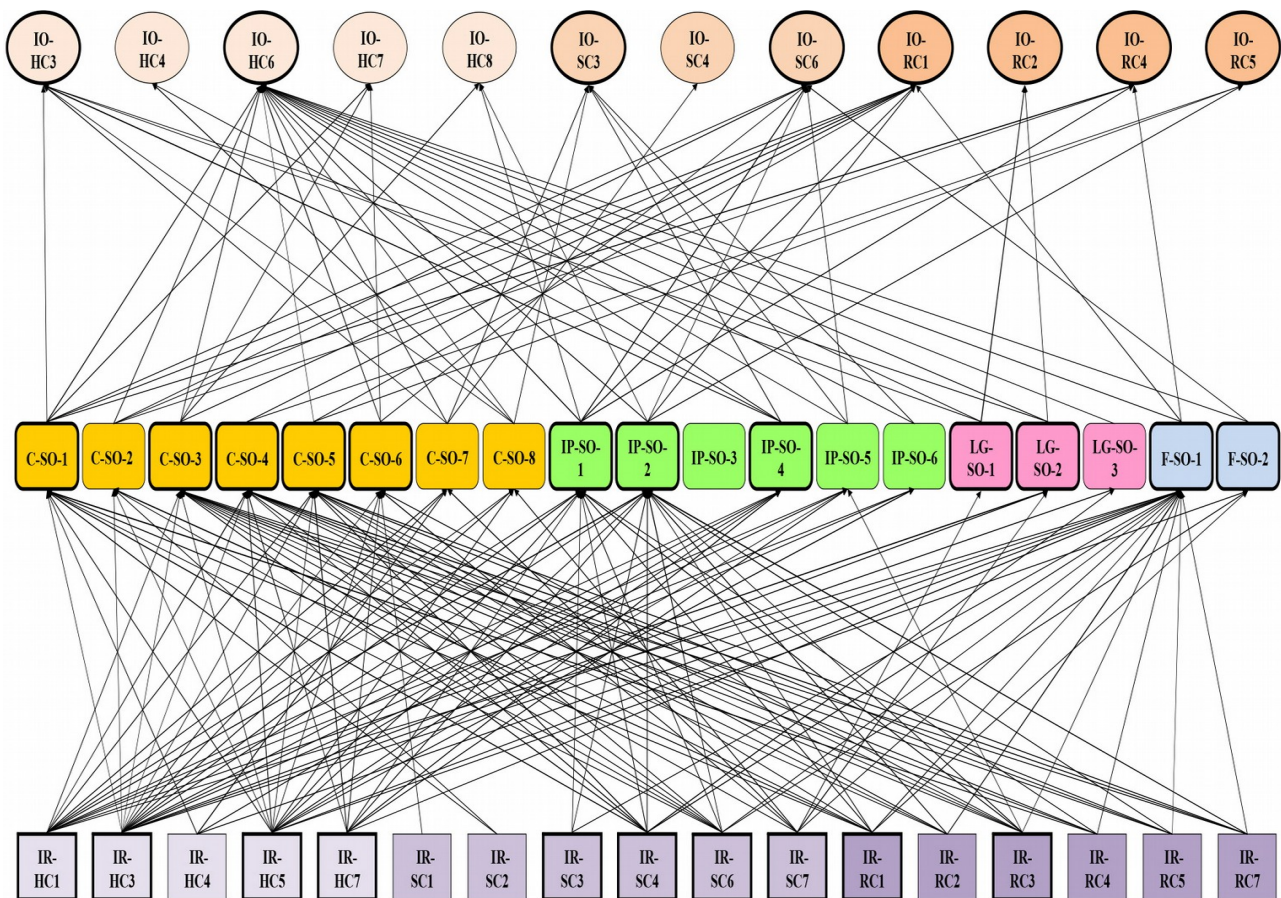 IO-
HC3
IO-
HC4
IO-
HC6
IO-
HC7
IO-
HC8
IO-
SC3
IO-
SC4
IO-
SC6
IO-
RC1
IO-
RC2
IO-
RC4
IO-
RC5
C-SO-1
C-SO-2
C-SO-3
C-SO-4
C-SO-5
C-SO-6
C-SO-7
C-SO-8
IP-SO-
1
IP-SO-
2
IP-SO-3
IP-SO-
4
IP-SO-5
IP-SO-6
LG-
SO-1
LG-
SO-2
LG-SO-
3
F-SO-1
F-SO-2
IR-
HC1
IR-
HC3
IR-
HC4
IR-
HC5
IR-
HC7
IR-
SC1
IR-
SC2
IR-
SC3
IR-
SC4
IR-
SC6
IR-
SC7
IR-
RC1
IR-
RC2
IR-
RC3
IR-
RC4
IR-
RC5
IR-
RC7